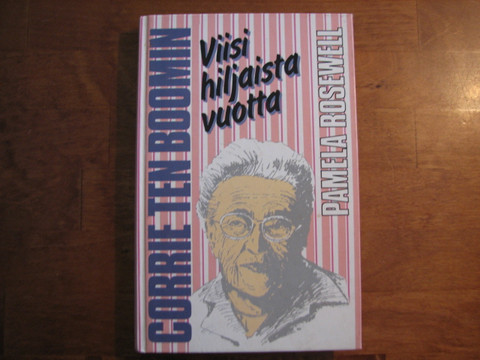 CORRIE TEN BOOMIN
Viisi
hiljaista
vuotta
PAMELA ROSEWELL